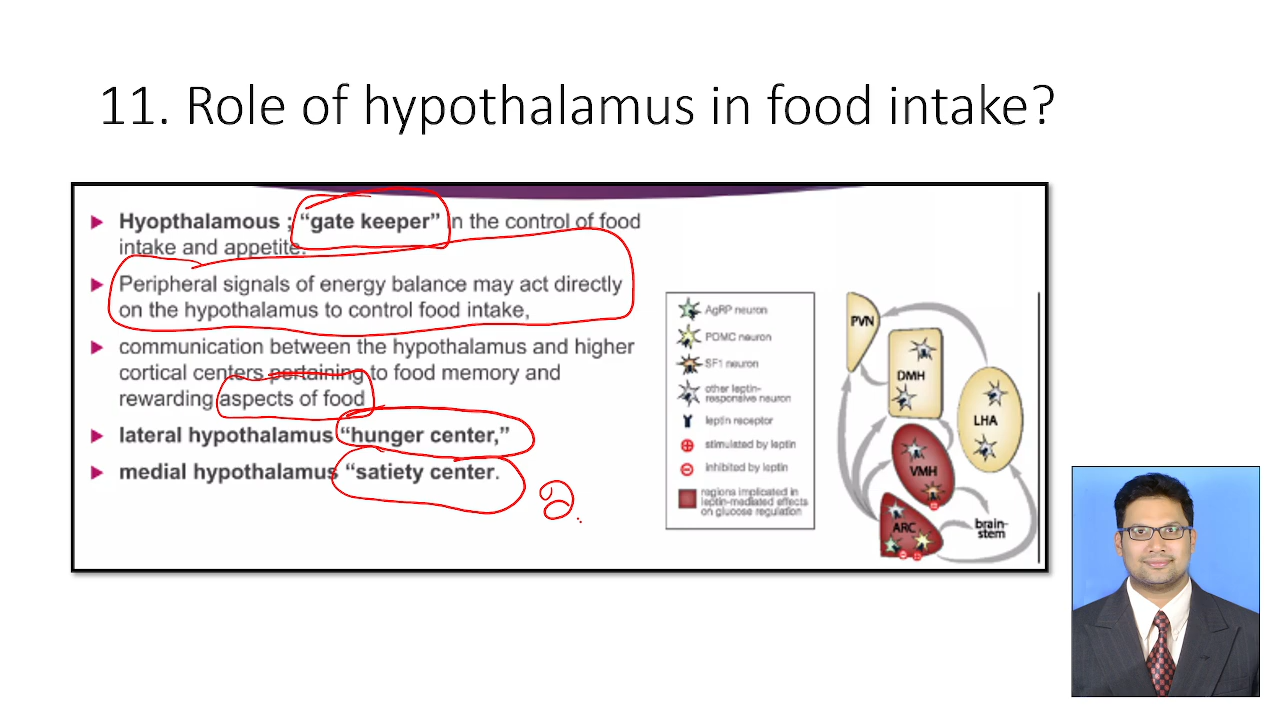 11. Role of hypothalamus in food intake?
Hyopthalamous ; “gate keeper” in the control of food
intake and appetite.
Peripheral signals of energy balance may act directly
on the hypothalamus to control food intake,
communication between the hypothalamus and higher
cortical centers pertaining to food memory and
rewarding aspects of food
lateral hypothalamus “hunger center,”
medial hypothalamus “satiety center.
2.
AgRP neuron
POMC neuron
SF1 neuron
other leptin-
responsive neuron
leptin receptor
stimulated by leptin
inhibited by leptin
regions implicated in
leptin-mediated effects
on glucose regulation
PVN
DMH
LHA
VMH
ARC
brain-
stem